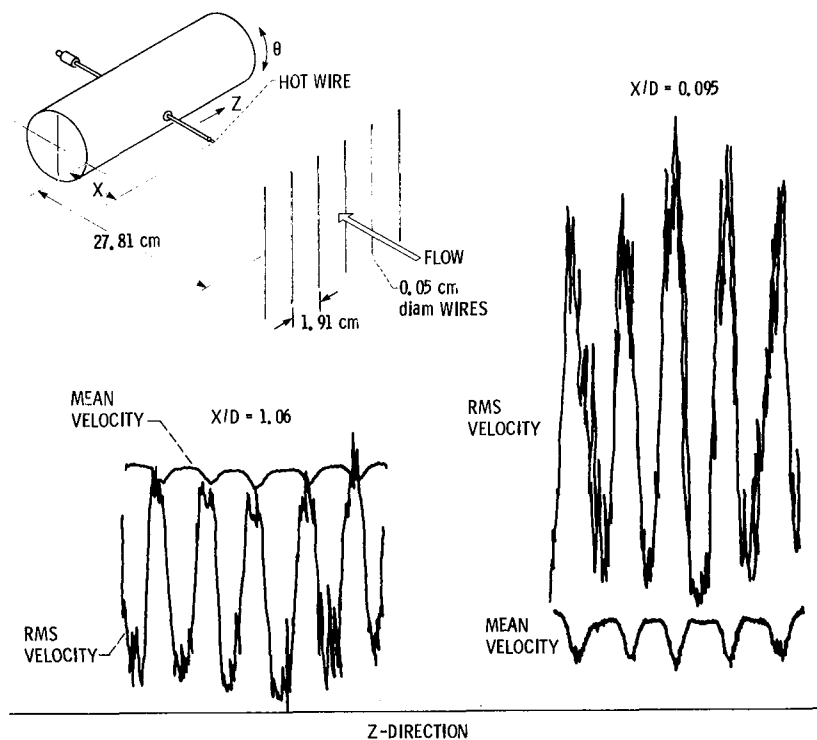 θ
HOT WIRE
Z
X
27.81 cm
FLOW
0.05 cm
diam WIRES
1.91 cm
X/D = 0.095
MEAN
VELOCITY
X/D = 1.06
RMS
VELOCITY
RMS
VELOCITY
MEAN
VELOCITY
Z-DIRECTION